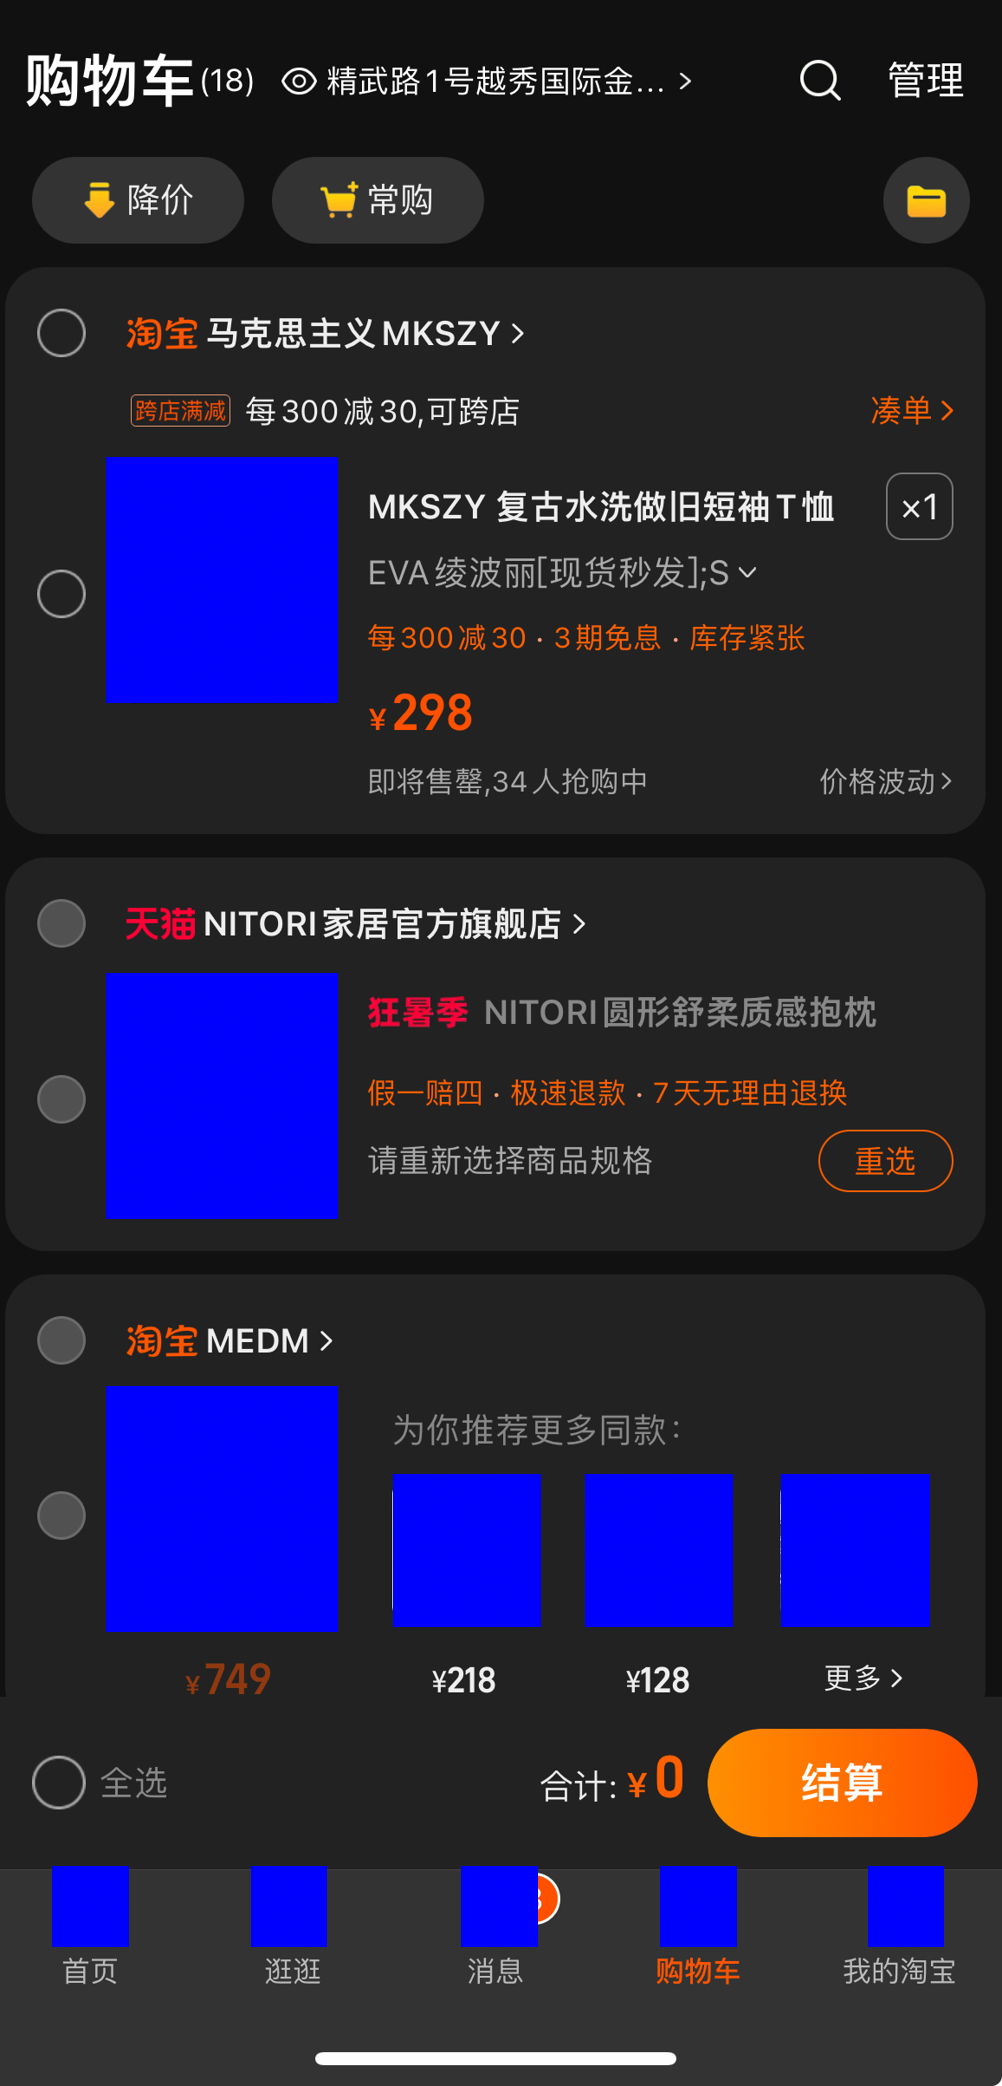 购物车(18) 精武路1号越秀国际金... 管理
降价 常购
淘宝 马克思主义MKSZY
跨店满减 每300减30,可跨店 凑单
MKSZY 复古水洗做旧短袖T恤 ×1
EVA绫波丽[现货秒发];S
每300减30 · 3期免息 · 库存紧张
¥298
即将售罄,34人抢购中 价格波动
天猫 NITORI家居官方旗舰店
狂暑季 NITORI圆形舒柔质感抱枕
假一赔四 · 极速退款 · 7天无理由退换
请重新选择商品规格 重选
淘宝 MEDM
为你推荐更多同款:
¥749 ¥218 ¥128 更多
全选 合计: ¥0 结算
首页 逛逛 消息 购物车 我的淘宝